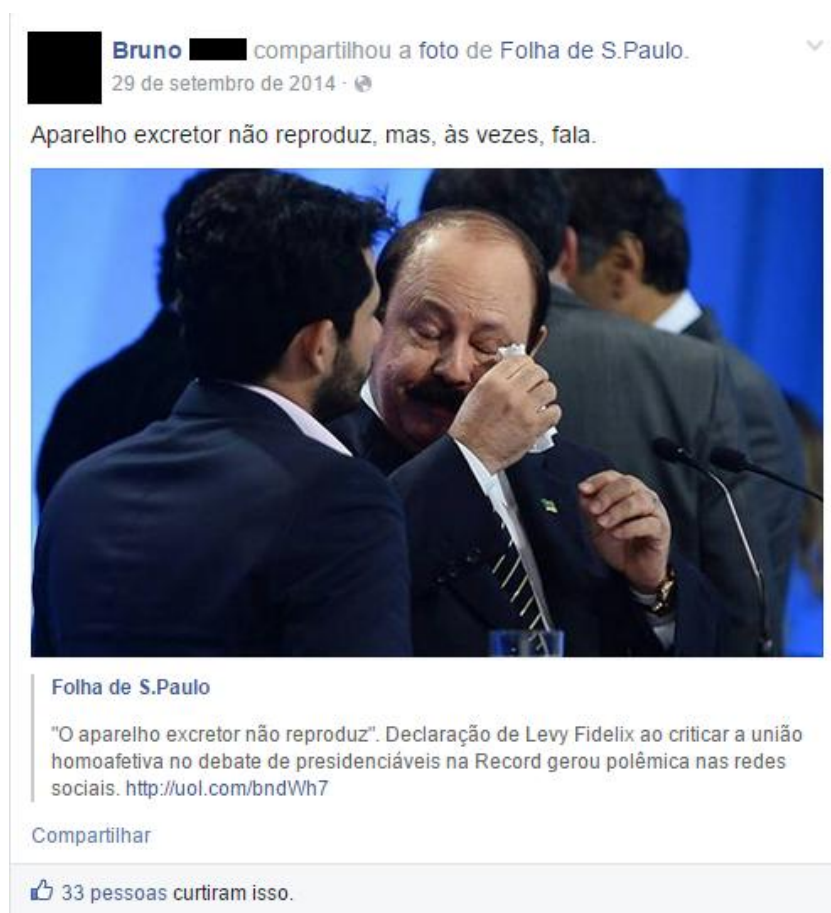 Bruno compartilhou a foto de Folha de S.Paulo.
29 de setembro de 2014 ·
Aparelho excretor não reproduz, mas, às vezes, fala.
Folha de S.Paulo
"O aparelho excretor não reproduz". Declaração de Levy Fidelix ao criticar a união
homoafetiva no debate de presidenciáveis na Record gerou polêmica nas redes
sociais. http://uol.com/bndWh7
Compartilhar
33 pessoas curtiram isso.